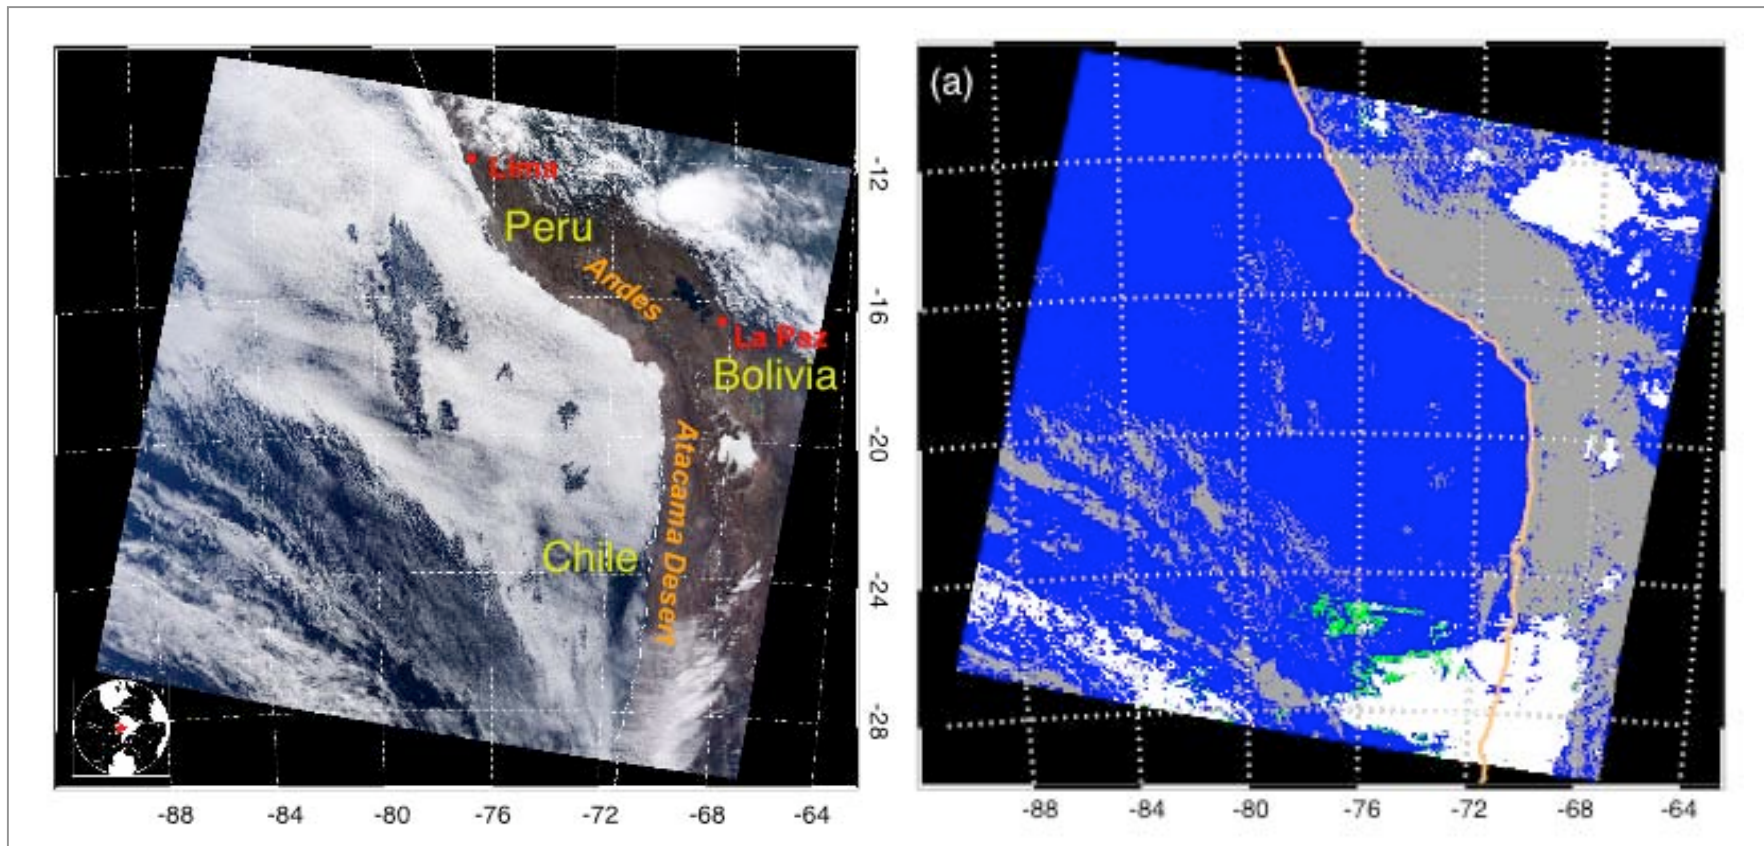 Lima
Peru
Andes
La Paz
Bolivia
Atacama Desert
Chile
-12
-16
-20
-24
-28
-88 -84 -80 -76 -72 -68 -64
(a)
-88 -84 -80 -76 -72 -68 -64